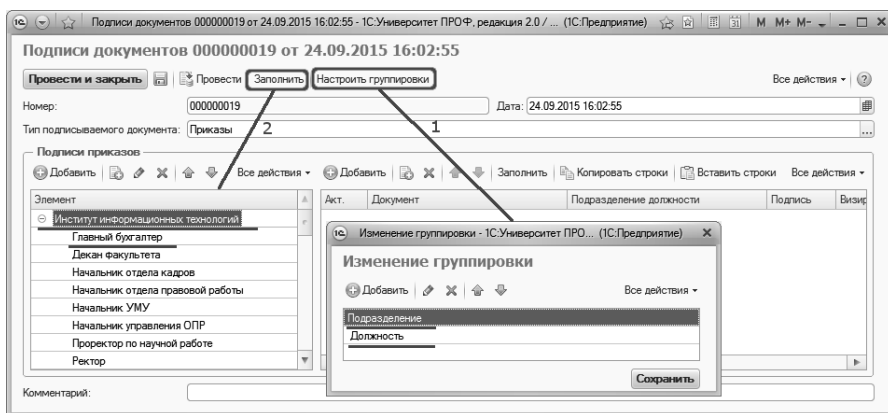 Подписи документов 000000019 от 24.09.2015 16:02:55 - 1С:Университет ПРОФ, редакция 2.0 / ... (1С:Предприятие) M M+ M-
Подписи документов 000000019 от 24.09.2015 16:02:55
Провести и закрыть Провести Заполнить Настроить группировки Все действия
Номер: 000000019 Дата: 24.09.2015 16:02:55
Тип подписываемого документа: Приказы 2 1
Подписи приказов
Добавить Все действия Добавить Заполнить Копировать строки Вставить строки Все действия
Элемент Акт. Документ Подразделение должности Подпись Визир
Институт информационных технологий
Главный бухгалтер
Декан факультета
Начальник отдела кадров
Начальник отдела правовой работы
Начальник УМУ
Начальник управления ОПР
Проректор по научной работе
Ректор
Изменение группировки - 1С:Университет ПРО... (1С:Предприятие)
Изменение группировки
Добавить Все действия
Подразделение
Должность
Сохранить
Комментарий: